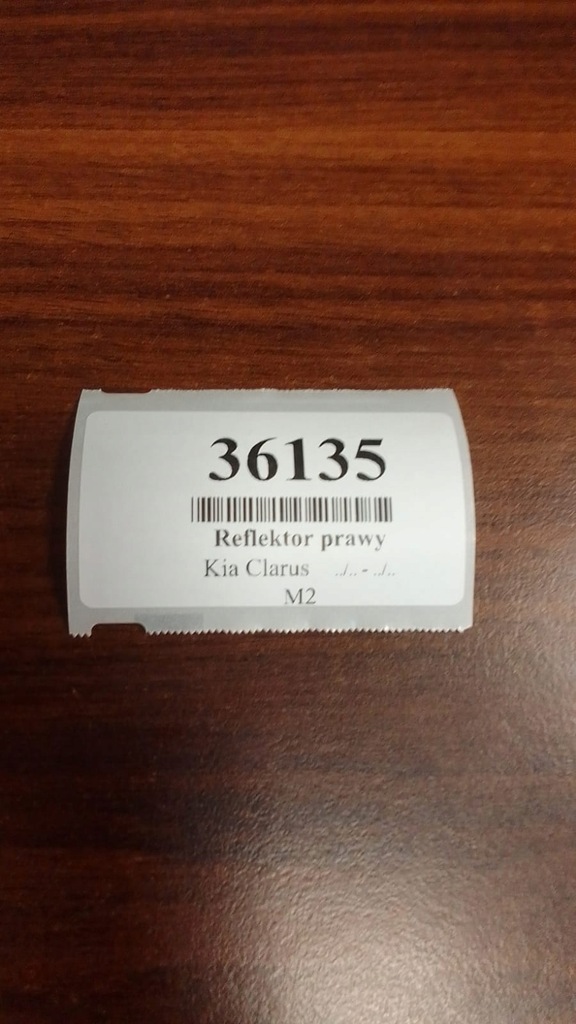 36135
Reflektor prawy
Kia Clarus ../.. - ../..
M2